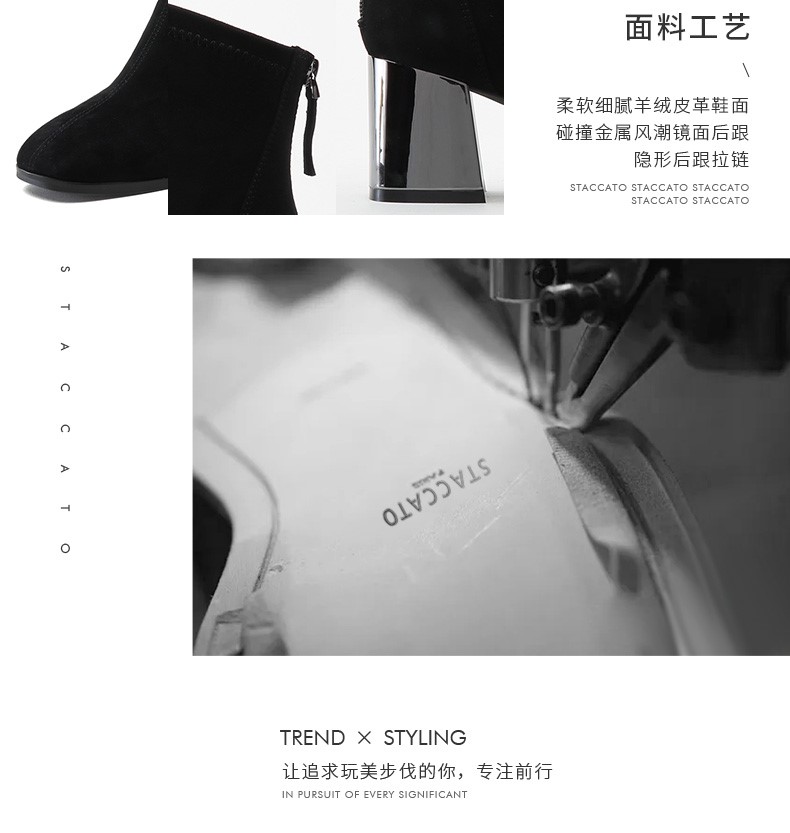 面料工艺
\
柔软细腻羊绒皮革鞋面
碰撞金属风潮镜面后跟
隐形后跟拉链
STACCATO STACCATO STACCATO
STACCATO STACCATO
STACCATO
STACCATO
PARIS
TREND × STYLING
让追求玩美步伐的你，专注前行
IN PURSUIT OF EVERY SIGNIFICANT